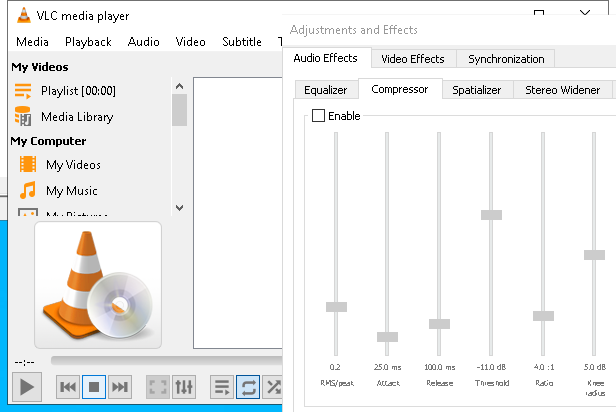 VLC media player
Media Playback Audio Video Subtitle
My Videos
Playlist [00:00]
Media Library
My Computer
My Videos
My Music
My Pictures
--:--
Adjustments and Effects
Audio Effects Video Effects Synchronization
Equalizer Compressor Spatializer Stereo Widener
Enable
0.2 25.0 ms 100.0 ms -11.0 dB 4.0 :1 5.0 dB
RMS/peak Attack Release Threshold Ratio Knee
radius